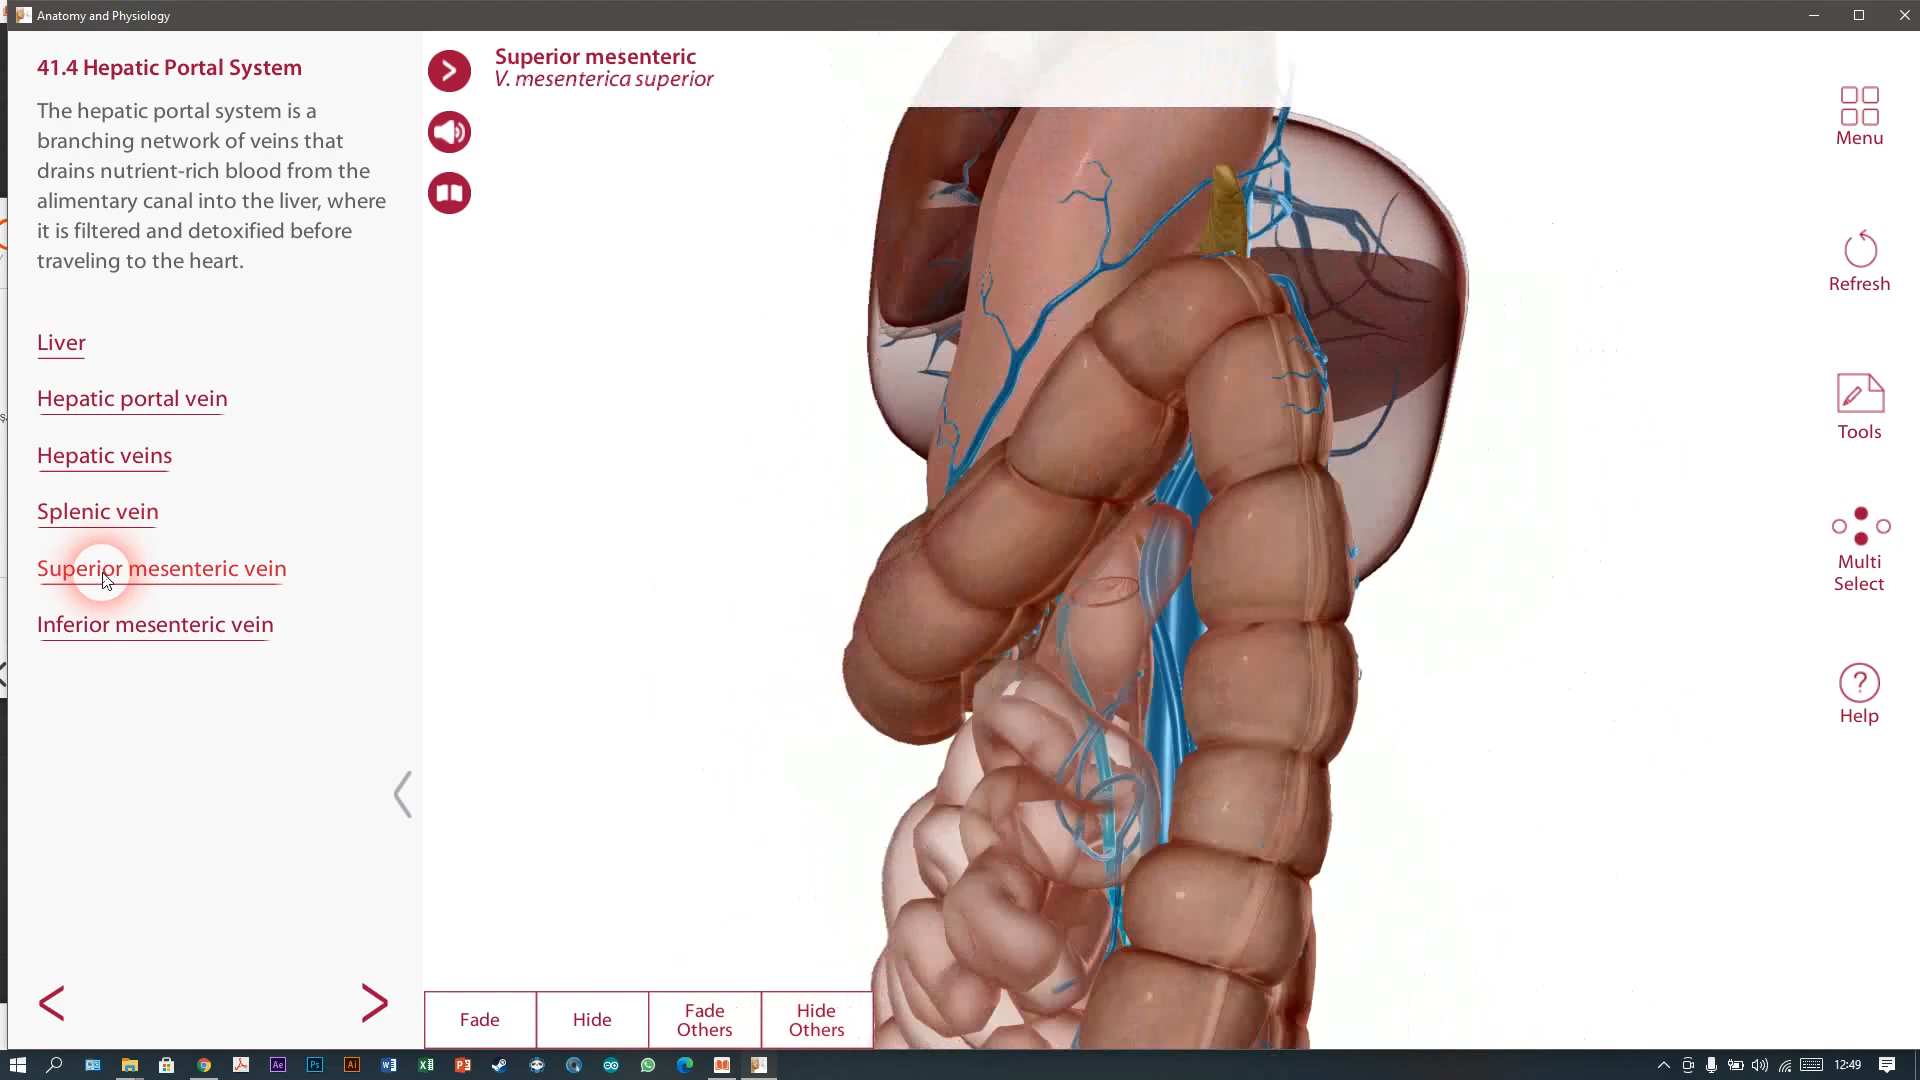 Anatomy and Physiology
41.4 Hepatic Portal System
The hepatic portal system is a
branching network of veins that
drains nutrient-rich blood from the
alimentary canal into the liver, where
it is filtered and detoxified before
traveling to the heart.
Liver
Hepatic portal vein
Hepatic veins
Splenic vein
Superior mesenteric vein
Inferior mesenteric vein
Superior mesenteric
V. mesenterica superior
Menu
Refresh
Tools
Multi
Select
Help
Fade
Hide
Fade
Others
Hide
Others
Ae
Ps
Ai
12:49